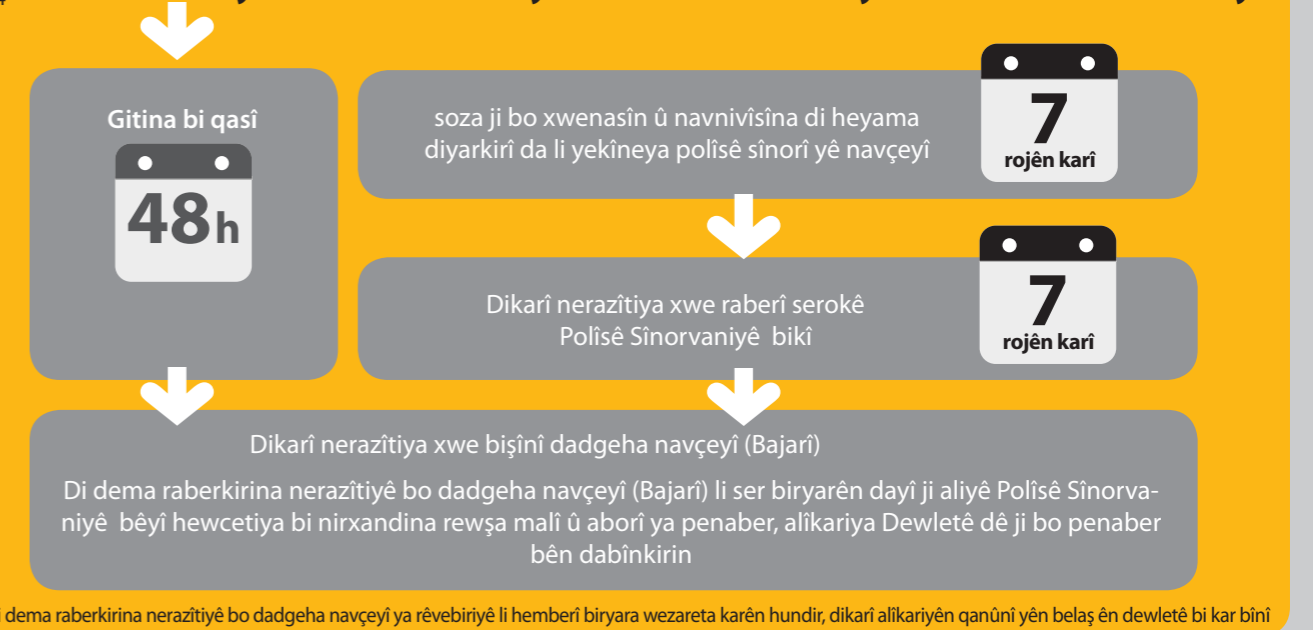 Gitina bi qasî
48h
soza ji bo xwenasîn û navnivîsîna di heyama
diyarkirî da li yekîneya polîsê sînorî yê navçeyî
7
rojên karî
Dikarî nerazîtiya xwe raberî serokê
Polîsê Sînorvaniyê bikî
7
rojên karî
Dikarî nerazîtiya xwe bişînî dadgeha navçeyî (Bajarî)
Di dema raberkirina nerazîtiyê bo dadgeha navçeyî (Bajarî) li ser biryarên dayî ji aliyê Polîsê Sînorva-
niyê bêyî hewcetiya bi nirxandina rewşa malî û aborî ya penaber, alîkariya Dewletê dê ji bo penaber
bên dabînkirin
dema raberkirina nerazîtiyê bo dadgeha navçeyî ya rêvebiriyê li hemberî biryara wezareta karên hundir, dikarî alîkariyên qanûnî yên belaş ên dewletê bi kar bînî